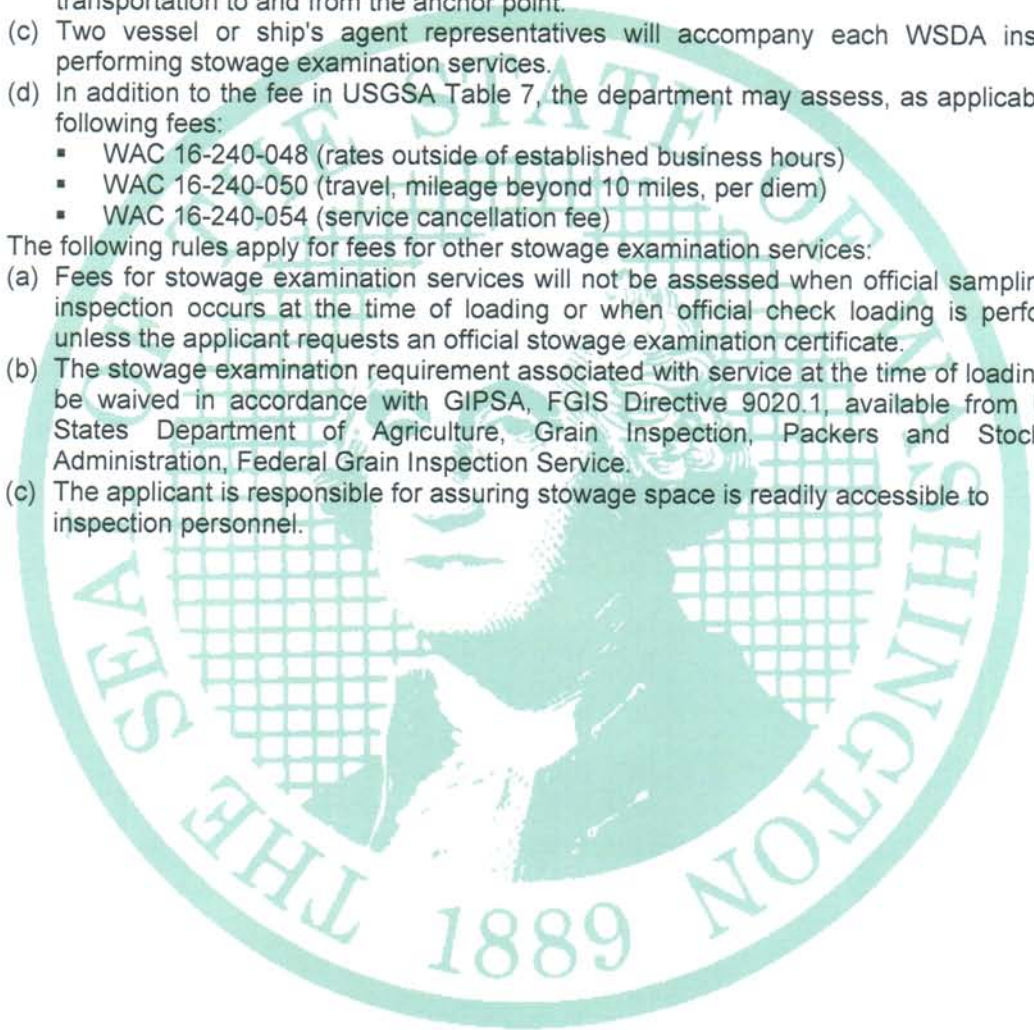 transportation to and from the anchor point.
(c) Two vessel or ship's agent representatives will accompany each WSDA ins
performing stowage examination services.
(d) In addition to the fee in USGSA Table 7, the department may assess, as applicab
following fees:
▪ WAC 16-240-048 (rates outside of established business hours)
▪ WAC 16-240-050 (travel, mileage beyond 10 miles, per diem)
▪ WAC 16-240-054 (service cancellation fee)
The following rules apply for fees for other stowage examination services:
(a) Fees for stowage examination services will not be assessed when official samplin
inspection occurs at the time of loading or when official check loading is perfo
unless the applicant requests an official stowage examination certificate.
(b) The stowage examination requirement associated with service at the time of loadin
be waived in accordance with GIPSA, FGIS Directive 9020.1, available from
States Department of Agriculture, Grain Inspection, Packers and Stock
Administration, Federal Grain Inspection Service.
(c) The applicant is responsible for assuring stowage space is readily accessible to
inspection personnel.
THE SEAL OF THE STATE OF WASHINGTON
1889